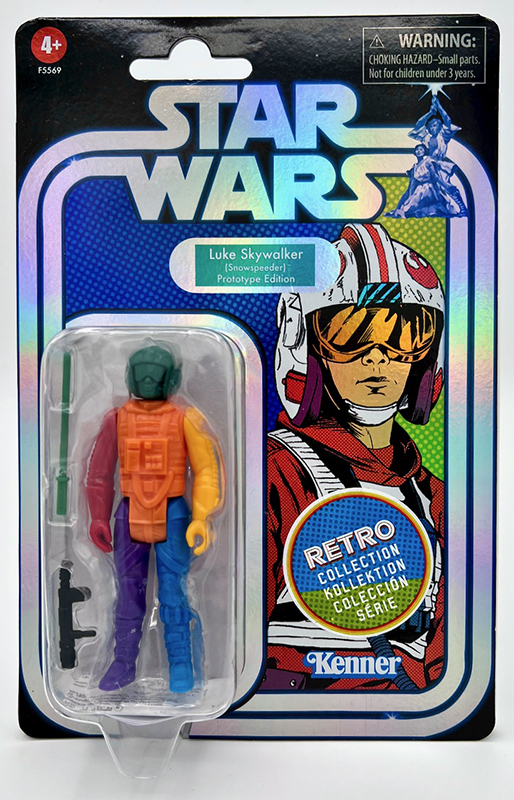 4+
F5569
WARNING:
CHOKING HAZARD–Small parts.
Not for children under 3 years.
STAR
WARS
Luke Skywalker
(Snowspeeder)
Prototype Edition
RETRO
COLLECTION
KOLLEKTION
COLECCIÓN
SÉRIE
Kenner